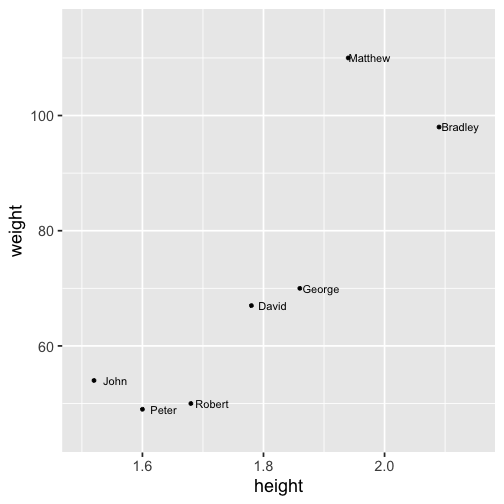 Matthew
100
Bradley
80
weight
George
David
60
John
Peter
Robert
1.6
1.8
2.0
height